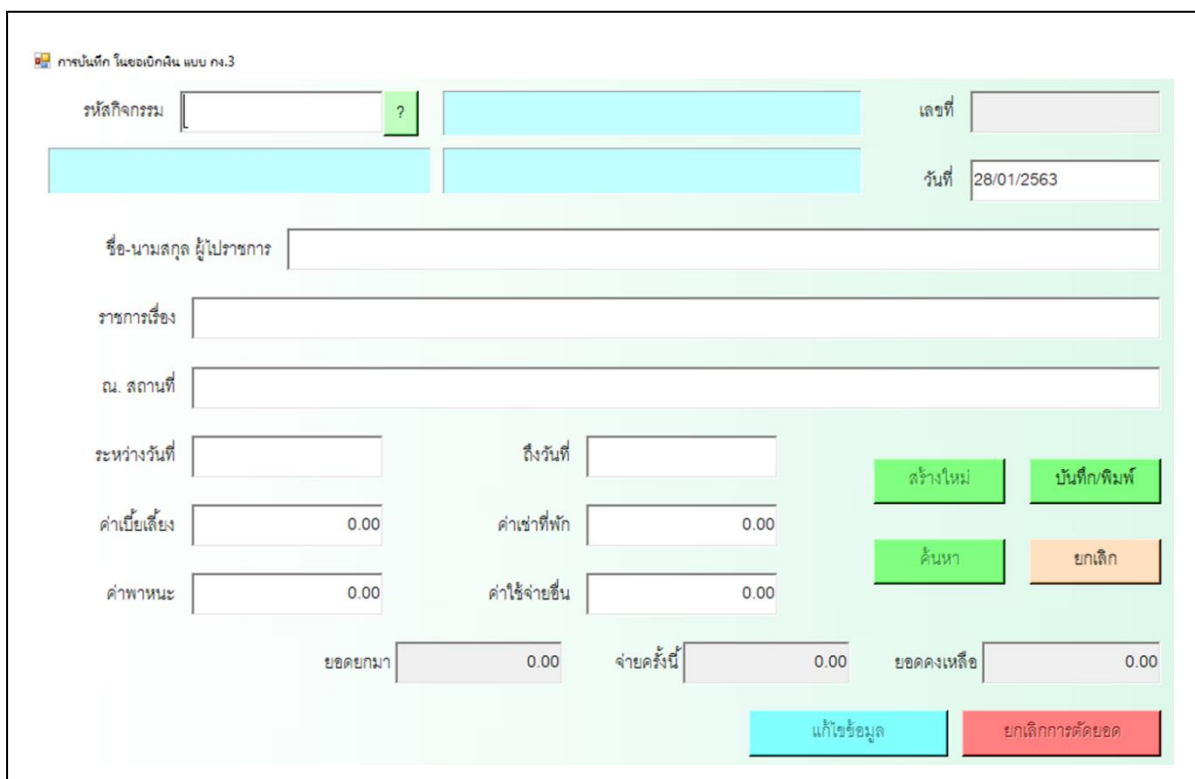 การบันทึก ใบขอเบิกเงิน แบบ กง.3
รหัสกิจกรรม ? เลขที่
วันที่ 28/01/2563
ชื่อ-นามสกุล ผู้ไปราชการ
ราชการเรื่อง
ณ. สถานที่
ระหว่างวันที่ ถึงวันที่
สร้างใหม่ บันทึก/พิมพ์
ค่าเบี้ยเลี้ยง 0.00 ค่าเช่าที่พัก 0.00
ค้นหา ยกเลิก
ค่าพาหนะ 0.00 ค่าใช้จ่ายอื่น 0.00
ยอดยกมา 0.00 จ่ายครั้งนี้ 0.00 ยอดคงเหลือ 0.00
แก้ไขข้อมูล ยกเลิกการตัดยอด